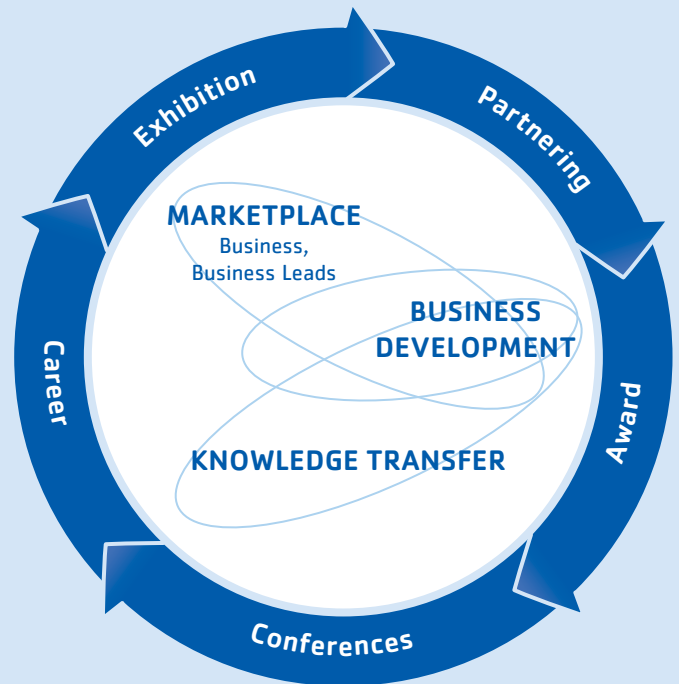 Exhibition
Partnering
Award
Conferences
Career
MARKETPLACE
Business,
Business Leads
BUSINESS
DEVELOPMENT
KNOWLEDGE TRANSFER